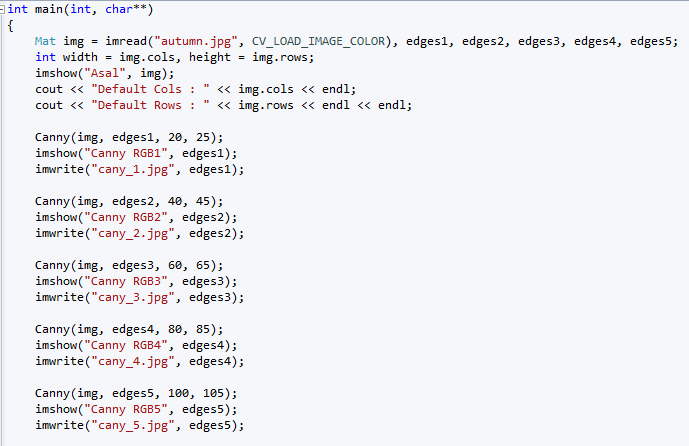 int main(int, char**)
{
Mat img = imread("autumn.jpg", CV_LOAD_IMAGE_COLOR), edges1, edges2, edges3, edges4, edges5;
int width = img.cols, height = img.rows;
imshow("Asal", img);
cout << "Default Cols : " << img.cols << endl;
cout << "Default Rows : " << img.rows << endl << endl;
Canny(img, edges1, 20, 25);
imshow("Canny RGB1", edges1);
imwrite("cany_1.jpg", edges1);
Canny(img, edges2, 40, 45);
imshow("Canny RGB2", edges2);
imwrite("cany_2.jpg", edges2);
Canny(img, edges3, 60, 65);
imshow("Canny RGB3", edges3);
imwrite("cany_3.jpg", edges3);
Canny(img, edges4, 80, 85);
imshow("Canny RGB4", edges4);
imwrite("cany_4.jpg", edges4);
Canny(img, edges5, 100, 105);
imshow("Canny RGB5", edges5);
imwrite("cany_5.jpg", edges5);